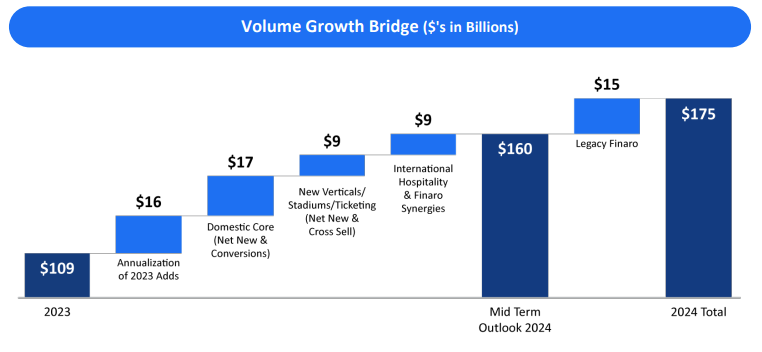 Volume Growth Bridge ($'s in Billions)
$109
2023
$16
Annualization
of 2023 Adds
$17
Domestic Core
(Net New &
Conversions)
$9
New Verticals/
Stadiums/Ticketing
(Net New &
Cross Sell)
$9
International
Hospitality
& Finaro
Synergies
$160
Mid Term
Outlook 2024
$15
Legacy Finaro
$175
2024 Total